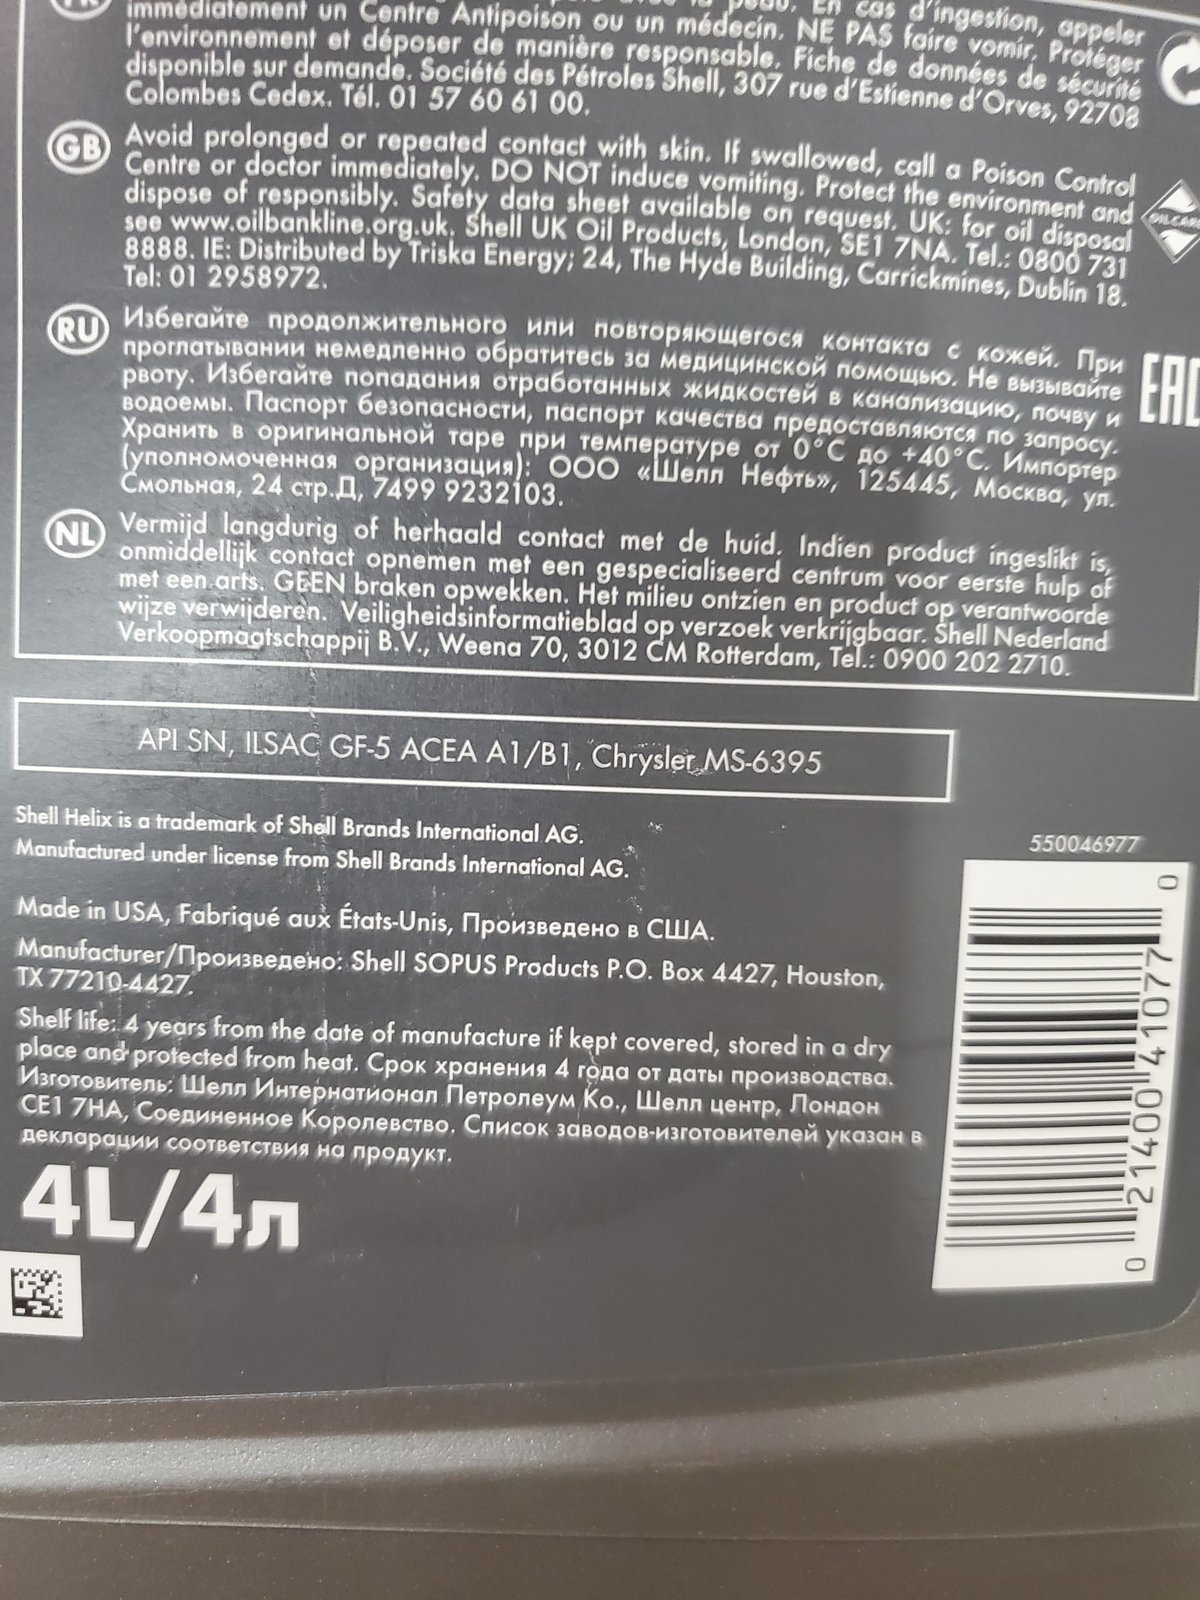 immédiatement un Centre Antipoison ou un médecin. NE PAS faire vomir. Protéger
l'environnement et déposer de manière responsable. Fiche de données de sécurité
disponible sur demande. Société des Pétroles Shell, 307 rue d'Estienne d'Orves, 92708
Colombes Cedex. Tél. 01 57 60 61 00.
GB
Avoid prolonged or repeated contact with skin. If swallowed, call a Poison Control
Centre or doctor immediately. DO NOT induce vomiting. Protect the environment and
dispose of responsibly. Safety data sheet available on request. UK: for oil disposal
see www.oilbankline.org.uk. Shell UK Oil Products, London, SE1 7NA. Tel.: 0800 731
8888. IE: Distributed by Triska Energy; 24, The Hyde Building, Carrickmines, Dublin 18.
Tel: 01 2958972.
RU
Избегайте продолжительного или повторяющегося контакта с кожей. При
проглатывании немедленно обратитесь за медицинской помощью. Не вызывайте
рвоту. Избегайте попадания отработанных жидкостей в канализацию, почву и
водоемы. Паспорт безопасности, паспорт качества предоставляются по запросу.
Хранить в оригинальной таре при температуре от 0°C до +40°C. Импортер
(уполномоченная организация): ООО «Шелл Нефть», 125445, Москва, ул.
Смольная, 24 стр.Д, 7499 9232103.
EAC
NL
Vermijd langdurig of herhaald contact met de huid. Indien product ingeslikt is,
onmiddellijk contact opnemen met een gespecialiseerd centrum voor eerste hulp of
met een arts. GEEN braken opwekken. Het milieu ontzien en product op verantwoorde
wijze verwijderen. Veiligheidsinformatieblad op verzoek verkrijgbaar. Shell Nederland
Verkoopmaatschappij B.V., Weena 70, 3012 CM Rotterdam, Tel.: 0900 202 2710.
API SN, ILSAC GF-5 ACEA A1/B1, Chrysler MS-6395
Shell Helix is a trademark of Shell Brands International AG.
Manufactured under license from Shell Brands International AG.
Made in USA, Fabriqué aux États-Unis, Произведено в США.
Manufacturer/Произведено: Shell SOPUS Products P.O. Box 4427, Houston,
TX 77210-4427.
Shelf life: 4 years from the date of manufacture if kept covered, stored in a dry
place and protected from heat. Срок хранения 4 года от даты производства.
Изготовитель: Шелл Интернатионал Петролеум Ко., Шелл центр, Лондон
СЕ1 7НА, Соединенное Королевство. Список заводов-изготовителей указан в
декларации соответствия на продукт.
4L/4л
550046977
0 21400 41077 0